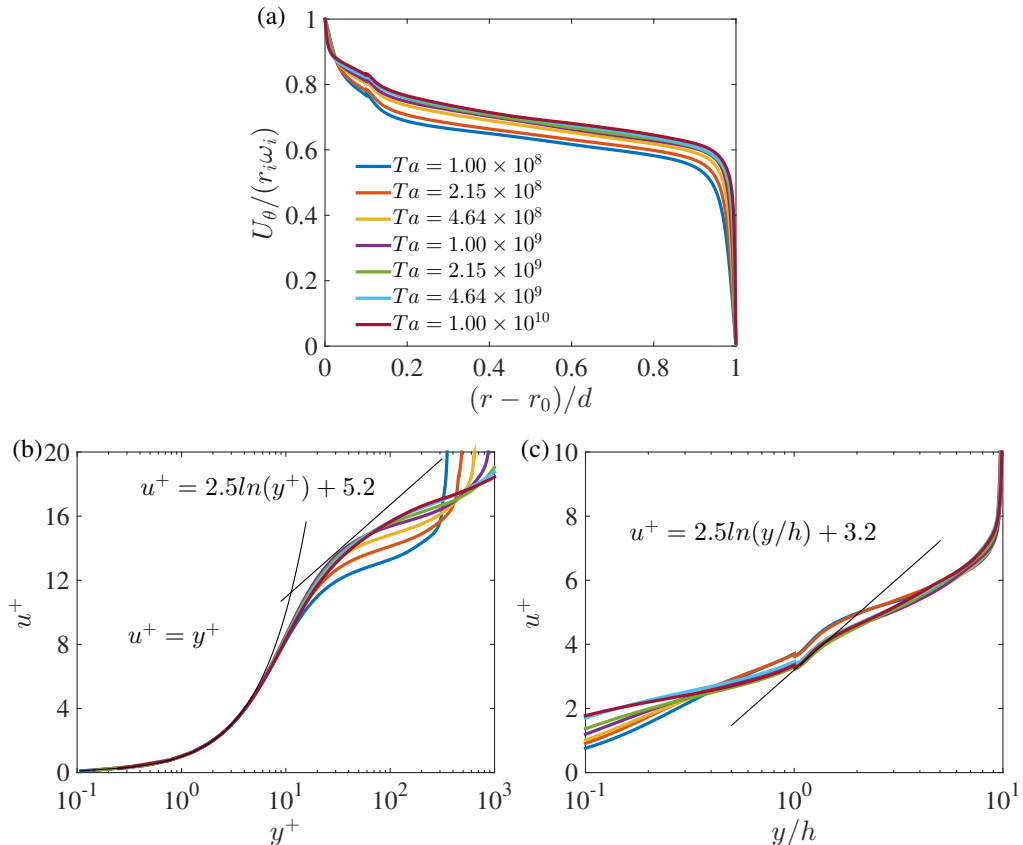 (a)
1
0.8
0.6
0.4
0.2
0
U_θ/(r_iω_i)
Ta = 1.00 × 10^8
Ta = 2.15 × 10^8
Ta = 4.64 × 10^8
Ta = 1.00 × 10^9
Ta = 2.15 × 10^9
Ta = 4.64 × 10^9
Ta = 1.00 × 10^10
0 0.2 0.4 0.6 0.8 1
(r − r_0)/d
(b)
20
16
12
8
4
0
u^+
u^+ = 2.5ln(y^+) + 5.2
u^+ = y^+
10^-1 10^0 10^1 10^2 10^3
y^+
(c)
10
8
6
4
2
0
u^+
u^+ = 2.5ln(y/h) + 3.2
10^-1 10^0 10^1
y/h